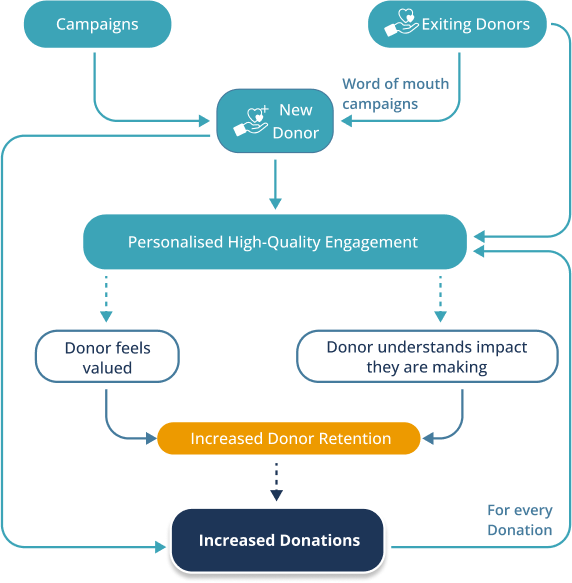 Campaigns
Exiting Donors
Word of mouth
campaigns
New
Donor
Personalised High-Quality Engagement
Donor feels
valued
Donor understands impact
they are making
Increased Donor Retention
For every
Donation
Increased Donations